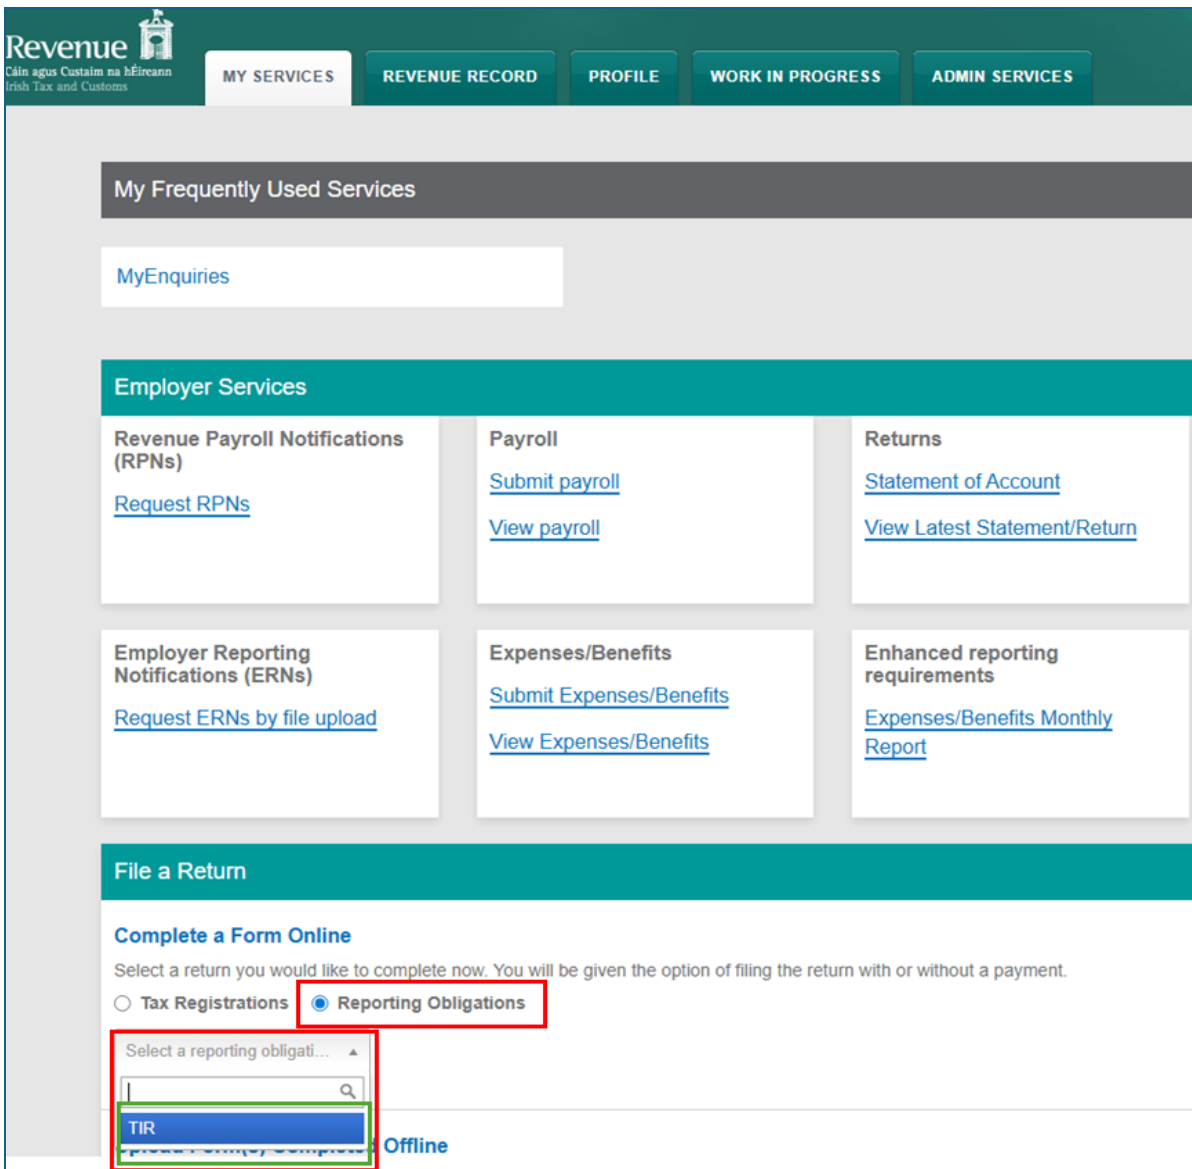 Revenue
Cáin agus Custaim na hÉireann
Irish Tax and Customs
MY SERVICES
REVENUE RECORD
PROFILE
WORK IN PROGRESS
ADMIN SERVICES
My Frequently Used Services
MyEnquiries
Employer Services
Revenue Payroll Notifications
(RPNs)
Request RPNs
Payroll
Submit payroll
View payroll
Returns
Statement of Account
View Latest Statement/Return
Employer Reporting
Notifications (ERNs)
Request ERNs by file upload
Expenses/Benefits
Submit Expenses/Benefits
View Expenses/Benefits
Enhanced reporting
requirements
Expenses/Benefits Monthly
Report
File a Return
Complete a Form Online
Select a return you would like to complete now. You will be given the option of filing the return with or without a payment.
Tax Registrations
Reporting Obligations
Select a reporting obligati...
TIR
Upload Form(s) Completed Offline